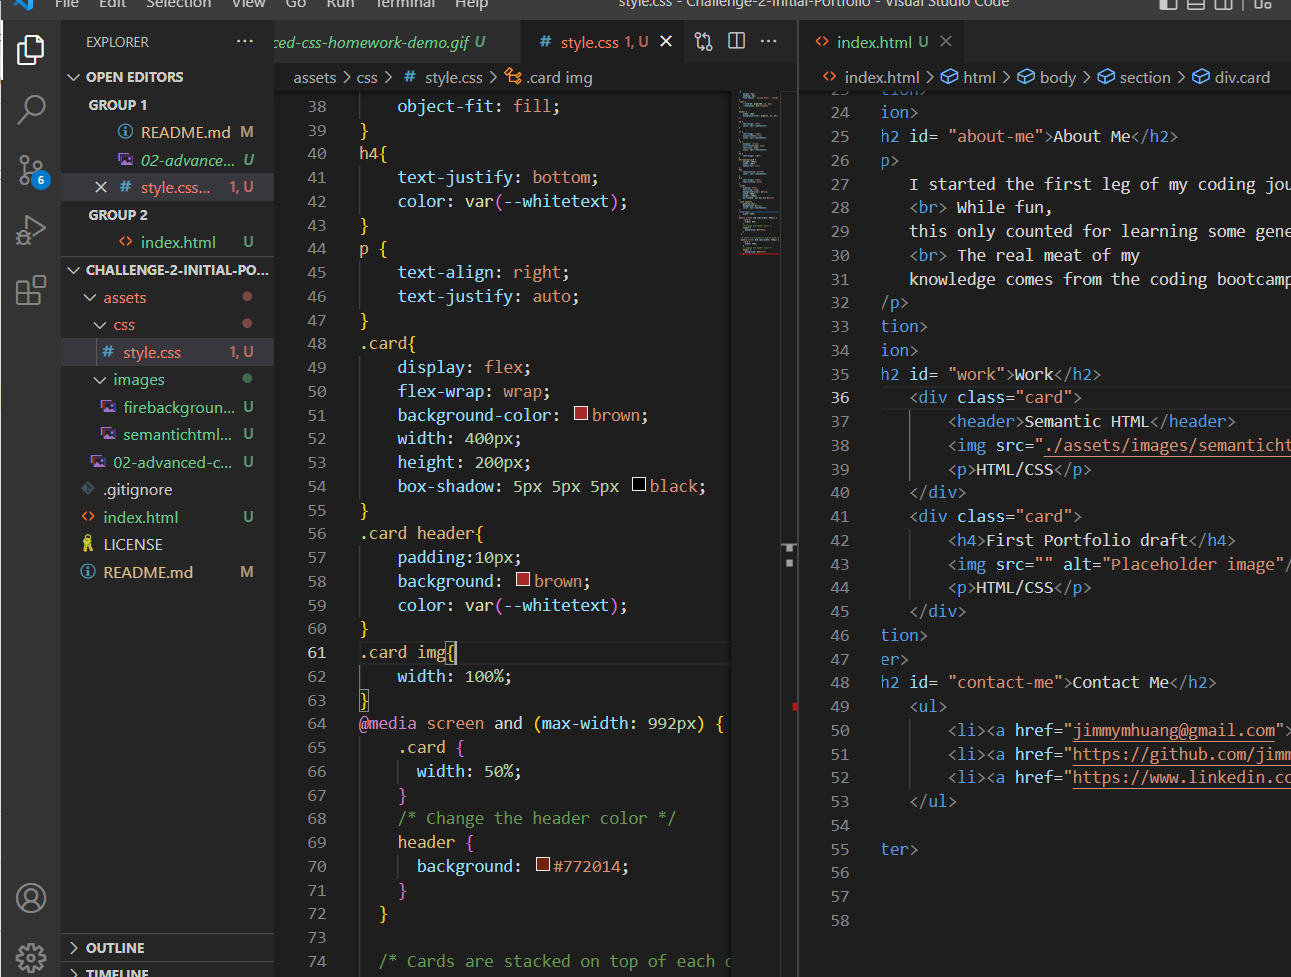 File Edit Selection View Go Run Terminal Help
style.css - Challenge-2-Initial-Portfolio - Visual Studio Code
EXPLORER
OPEN EDITORS
GROUP 1
README.md M
02-advance... U
style.css... 1, U
GROUP 2
index.html U
CHALLENGE-2-INITIAL-PO...
assets
css
style.css 1, U
images
firebackgroun... U
semantichtml... U
02-advanced-c... U
.gitignore
index.html U
LICENSE
README.md M
OUTLINE
TIMELINE
6
ced-css-homework-demo.gif U
style.css 1, U
assets > css > style.css > .card img
38 object-fit: fill;
39 }
40 h4{
41 text-justify: bottom;
42 color: var(--whitetext);
43 }
44 p {
45 text-align: right;
46 text-justify: auto;
47 }
48 .card{
49 display: flex;
50 flex-wrap: wrap;
51 background-color: brown;
52 width: 400px;
53 height: 200px;
54 box-shadow: 5px 5px 5px black;
55 }
56 .card header{
57 padding:10px;
58 background: brown;
59 color: var(--whitetext);
60 }
61 .card img{
62 width: 100%;
63 }
64 @media screen and (max-width: 992px) {
65 .card {
66 width: 50%;
67 }
68 /* Change the header color */
69 header {
70 background: #772014;
71 }
72 }
73
74 /* Cards are stacked on top of each
index.html U
index.html > html > body > section > div.card
23 tion>
24 ion>
25 h2 id= "about-me">About Me</h2>
26 p>
27 I started the first leg of my coding jou
28 <br> While fun,
29 this only counted for learning some gene
30 <br> The real meat of my
31 knowledge comes from the coding bootcamp
32 /p>
33 tion>
34 ion>
35 h2 id= "work">Work</h2>
36 <div class="card">
37 <header>Semantic HTML</header>
38 <img src="./assets/images/semanticht
39 <p>HTML/CSS</p>
40 </div>
41 <div class="card">
42 <h4>First Portfolio draft</h4>
43 <img src="" alt="Placeholder image"/
44 <p>HTML/CSS</p>
45 </div>
46 tion>
47 er>
48 h2 id= "contact-me">Contact Me</h2>
49 <ul>
50 <li><a href="jimmymhuang@gmail.com">
51 <li><a href="https://github.com/jimm
52 <li><a href="https://www.linkedin.co
53 </ul>
54
55 ter>
56
57
58